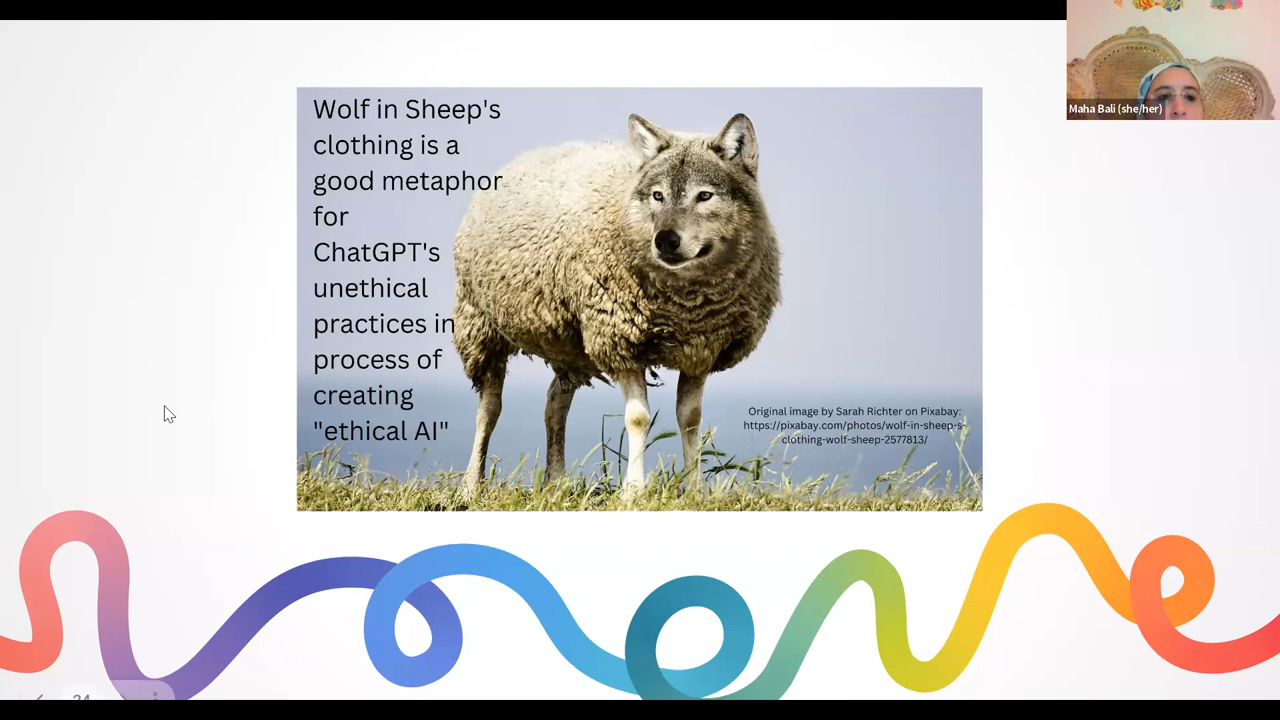 Wolf in Sheep's
clothing is a
good metaphor
for
ChatGPT's
unethical
practices in
process of
creating
"ethical AI"
Original image by Sarah Richter on Pixabay:
https://pixabay.com/photos/wolf-in-sheep-s-
clothing-wolf-sheep-2577813/
Maha Bali (she/her)
24